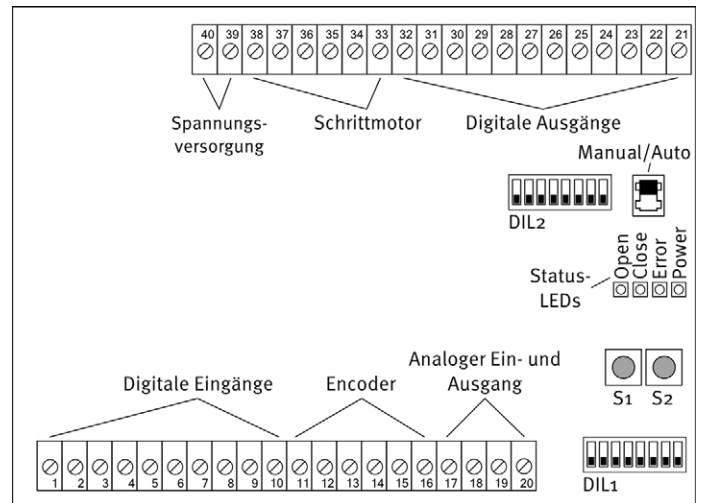 40 39 38 37 36 35 34 33 32 31 30 29 28 27 26 25 24 23 22 21
Spannungs-
versorgung
Schrittmotor
Digitale Ausgänge
Manual/Auto
DIL2
Open
Close
Error
Power
Status-
LEDs
Analoger Ein- und
Ausgang
Digitale Eingänge
Encoder
S1 S2
1 2 3 4 5 6 7 8 9 10 11 12 13 14 15 16 17 18 19 20
DIL1